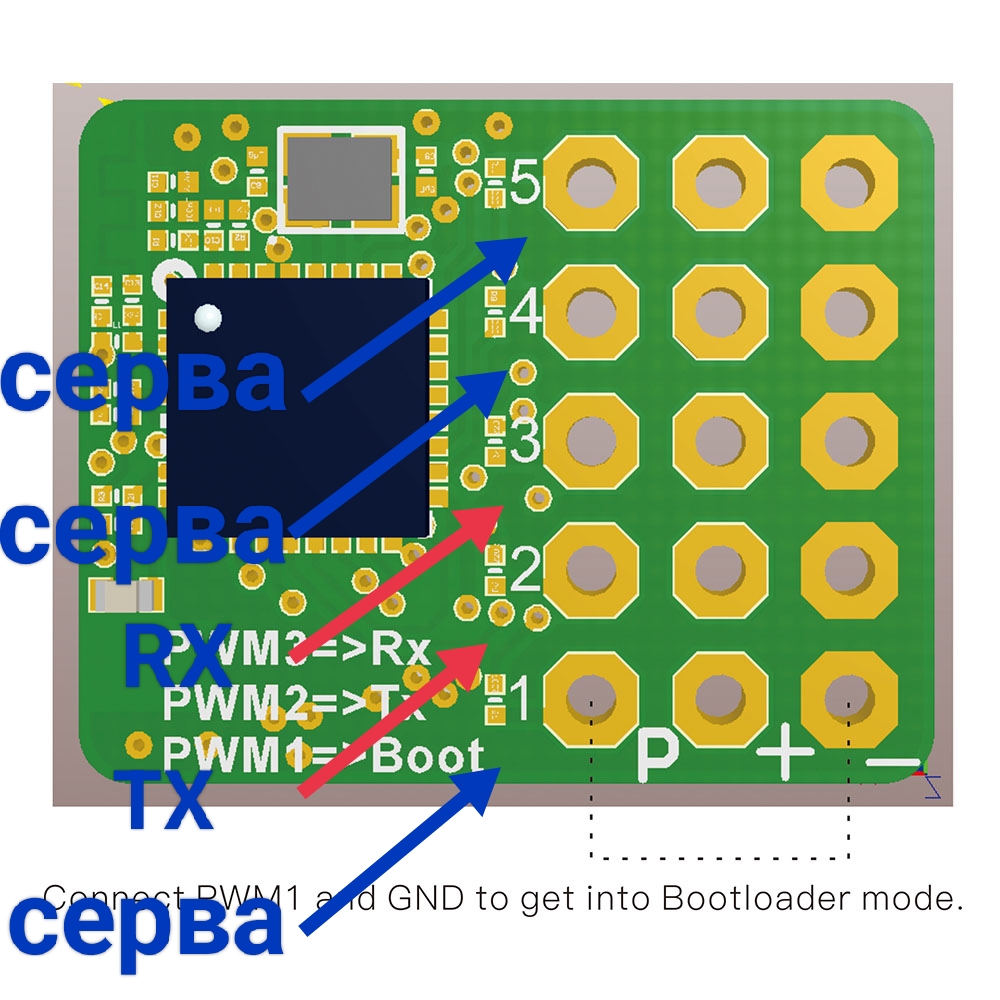 5
4
серва
3
серва
2
RX
PWM3=>Rx
PWM2=>Tx
1
PWM1=>Boot
P + −
TX
Connect PWM1 and GND to get into Bootloader mode.
серва